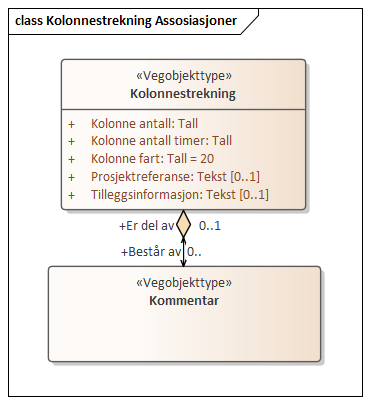 class Kolonnestrekning Assosiasjoner
«Vegobjekttype»
Kolonnestrekning
+ Kolonne antall: Tall
+ Kolonne antall timer: Tall
+ Kolonne fart: Tall = 20
+ Prosjektreferanse: Tekst [0..1]
+ Tilleggsinformasjon: Tekst [0..1]
+Er del av 0..1
+Består av 0..
«Vegobjekttype»
Kommentar